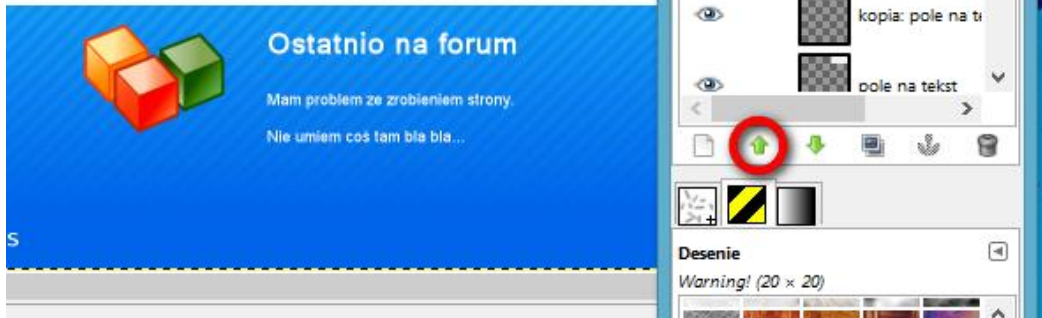 Ostatnio na forum
Mam problem ze zrobieniem strony.
Nie umiem coś tam bla bla...
s
kopia: pole na te
pole na tekst
Desenie
Warning! (20 × 20)